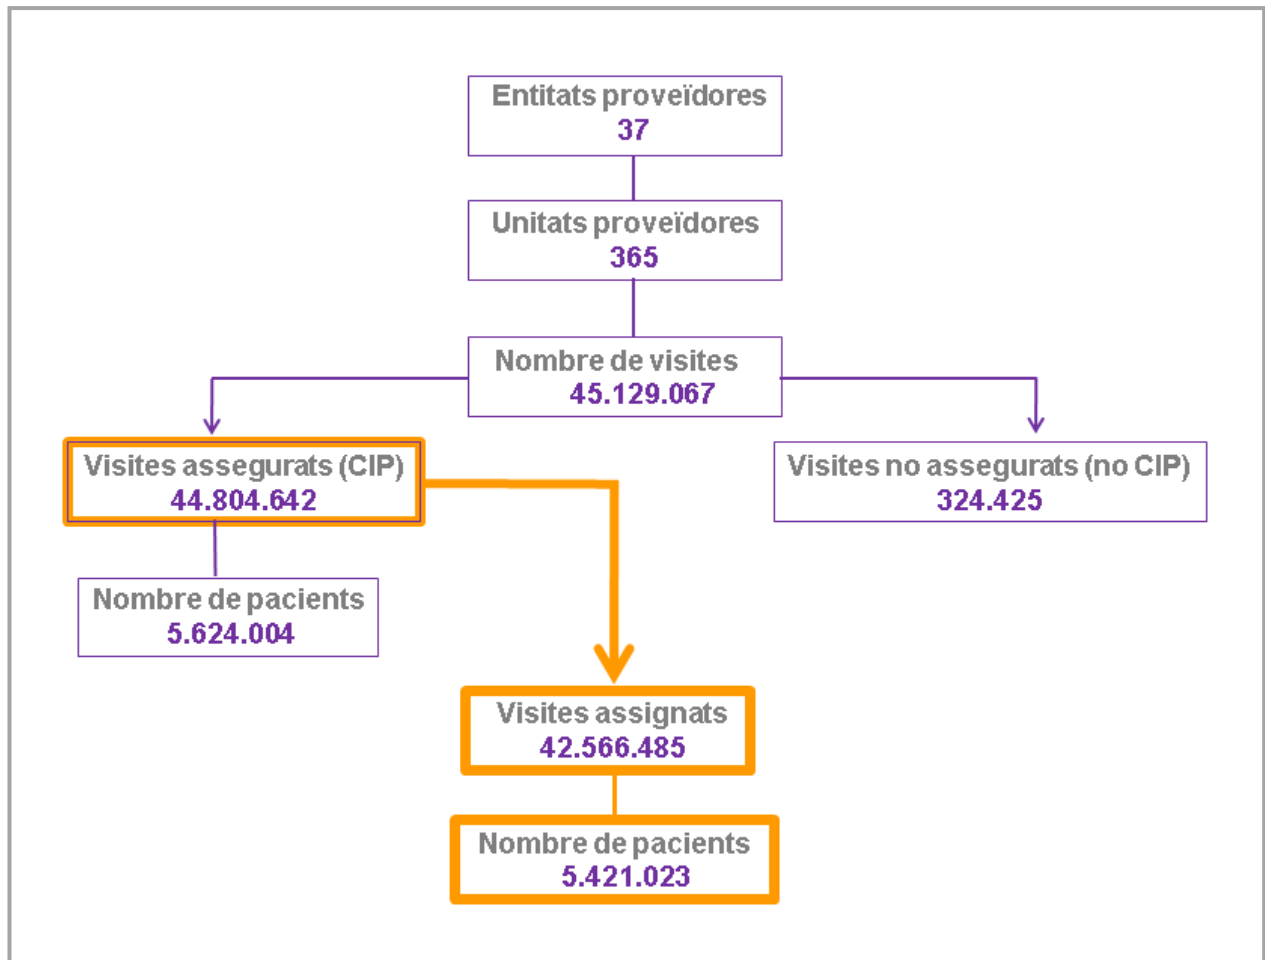 Entitats proveïdores
37
Unitats proveïdores
365
Nombre de visites
45.129.067
Visites assegurats (CIP)
44.804.642
Visites no assegurats (no CIP)
324.425
Nombre de pacients
5.624.004
Visites assignats
42.566.485
Nombre de pacients
5.421.023